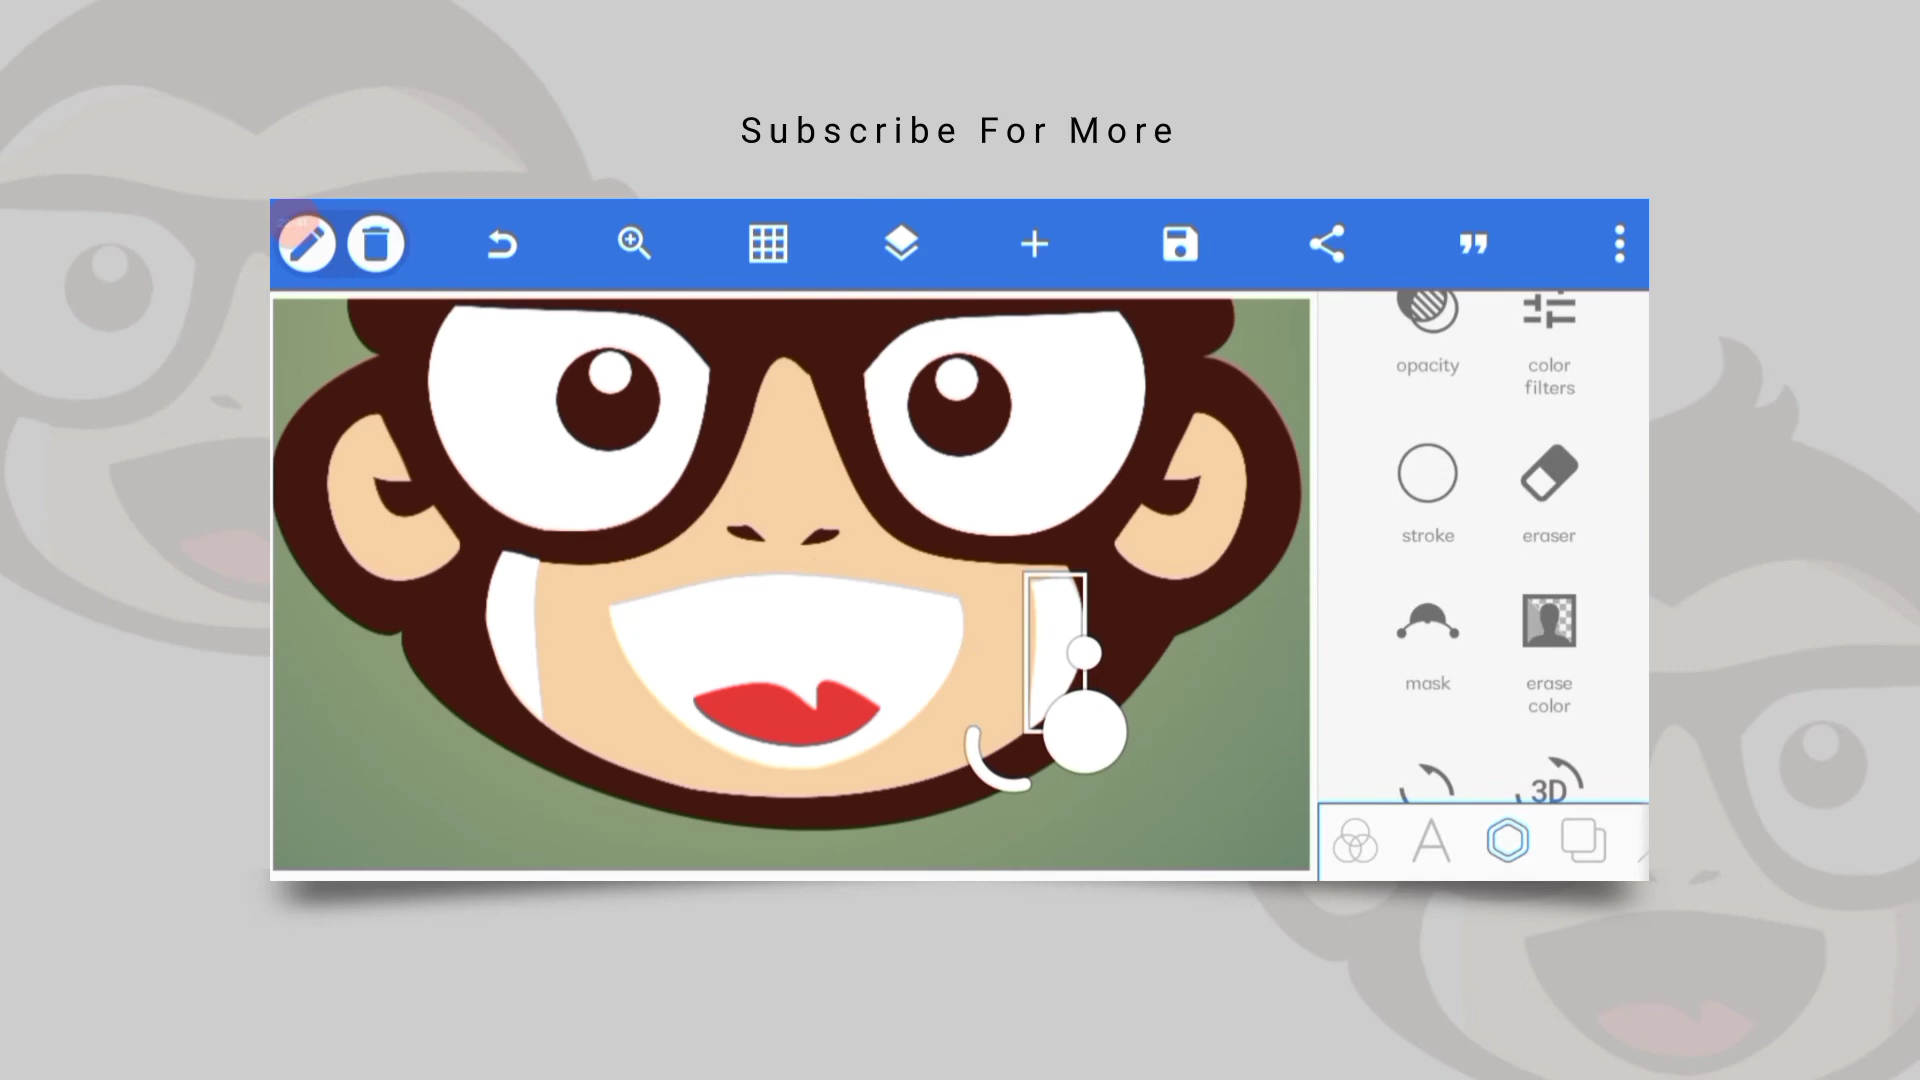 Subscribe For More
opacity
color
filters
stroke
eraser
mask
erase
color
3D
A